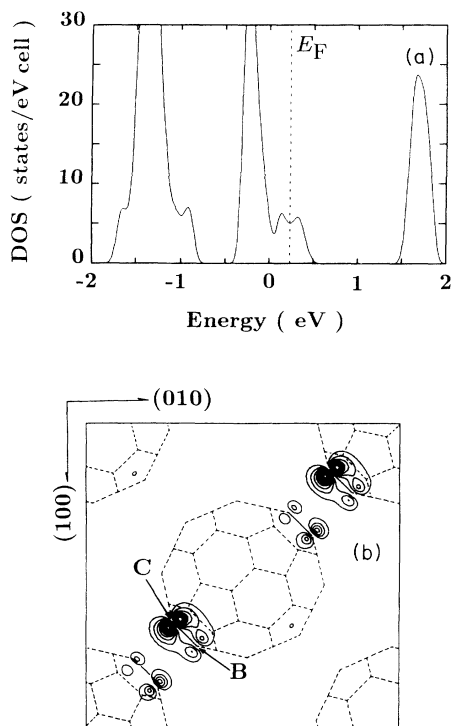 30
20
10
0
DOS ( states/eV cell )
E_F
(a)
-2
-1
0
1
2
Energy ( eV )
(010)
(100)
(b)
C
B